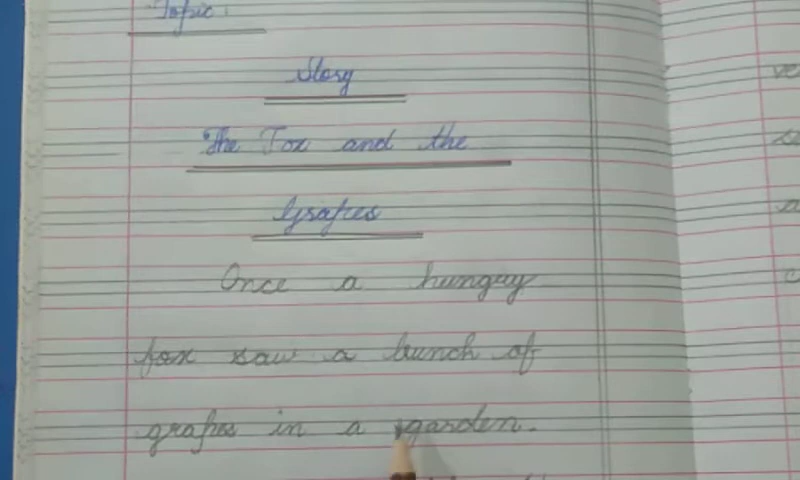 Topic:
Story
The Fox and the
Grapes
Once a hungry
fox saw a bunch of
grapes in a garden.